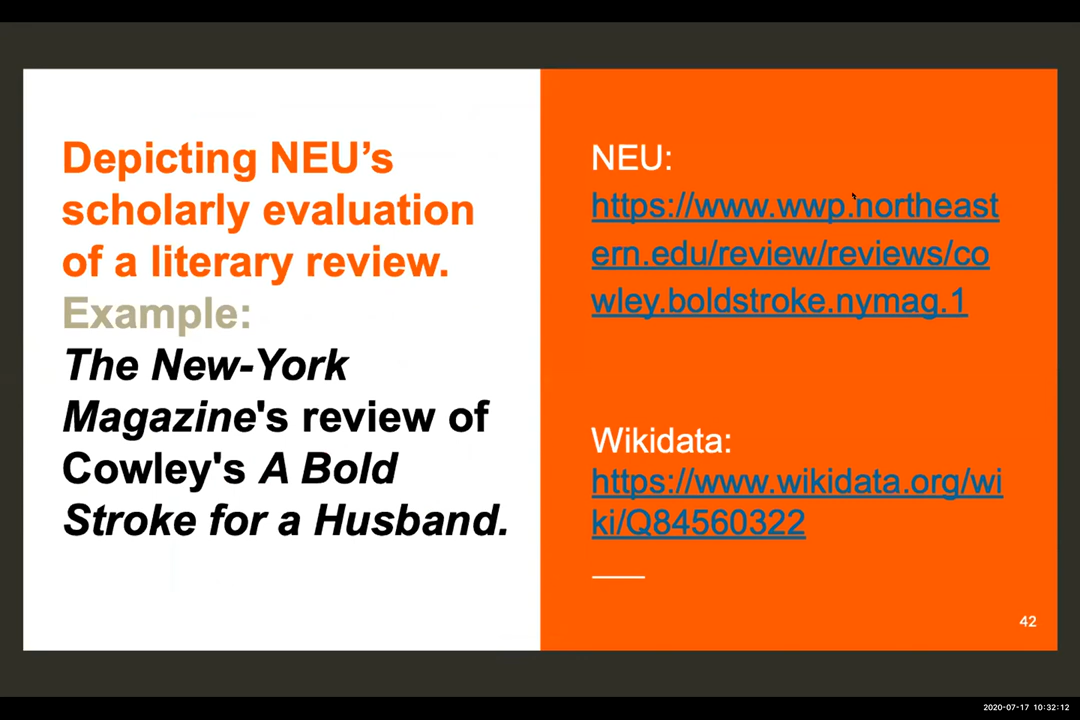 Depicting NEU’s
scholarly evaluation
of a literary review.
Example:
The New-York
Magazine's review of
Cowley's A Bold
Stroke for a Husband.
NEU:
https://www.wwp.northeast
ern.edu/review/reviews/co
wley.boldstroke.nymag.1
Wikidata:
https://www.wikidata.org/wi
ki/Q84560322
42
2020-07-17 10:32:12